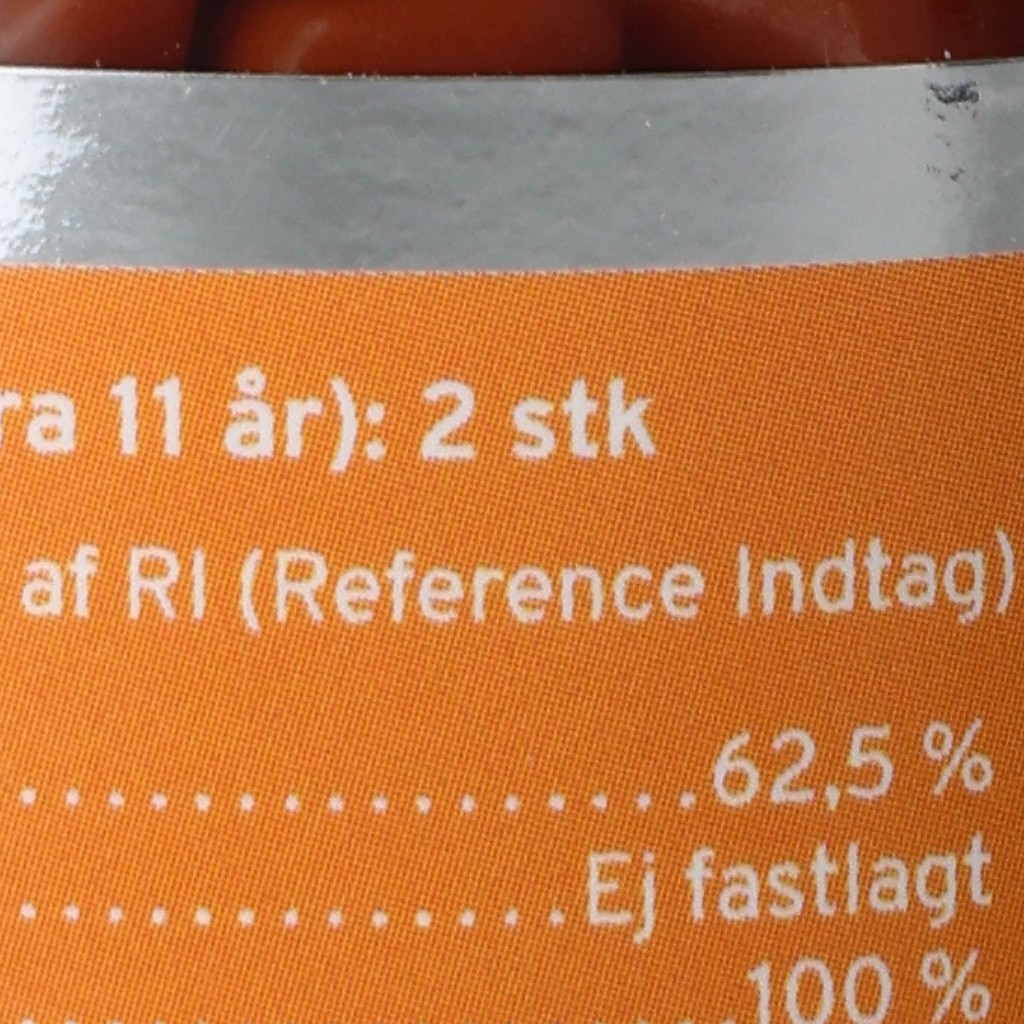 ra 11 år): 2 stk
af RI (Reference Indtag)
..................62,5 %
.............Ej fastlagt
100 %